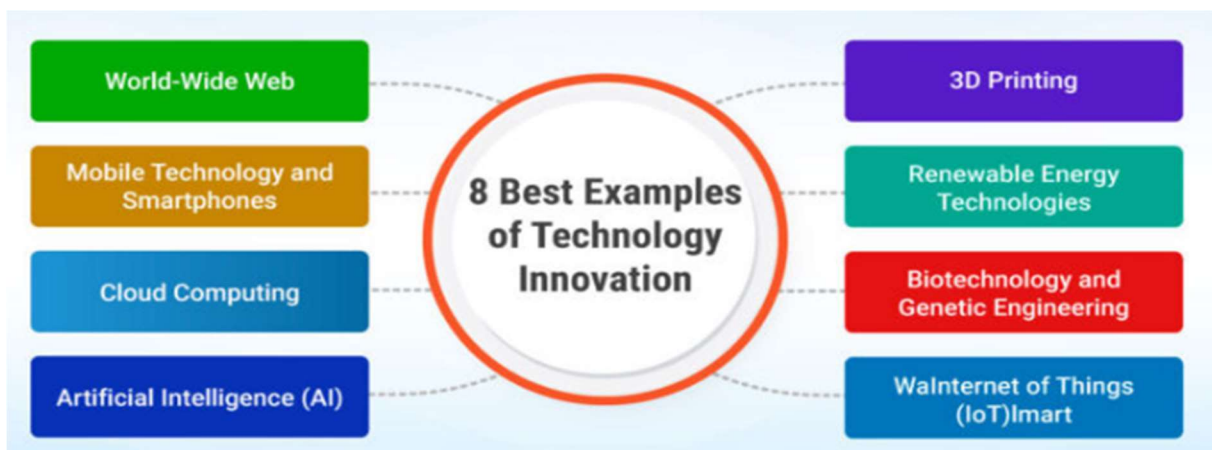 World-Wide Web
Mobile Technology and
Smartphones
Cloud Computing
Artificial Intelligence (AI)
8 Best Examples
of Technology
Innovation
3D Printing
Renewable Energy
Technologies
Biotechnology and
Genetic Engineering
WaInternet of Things
(IoT)lmart